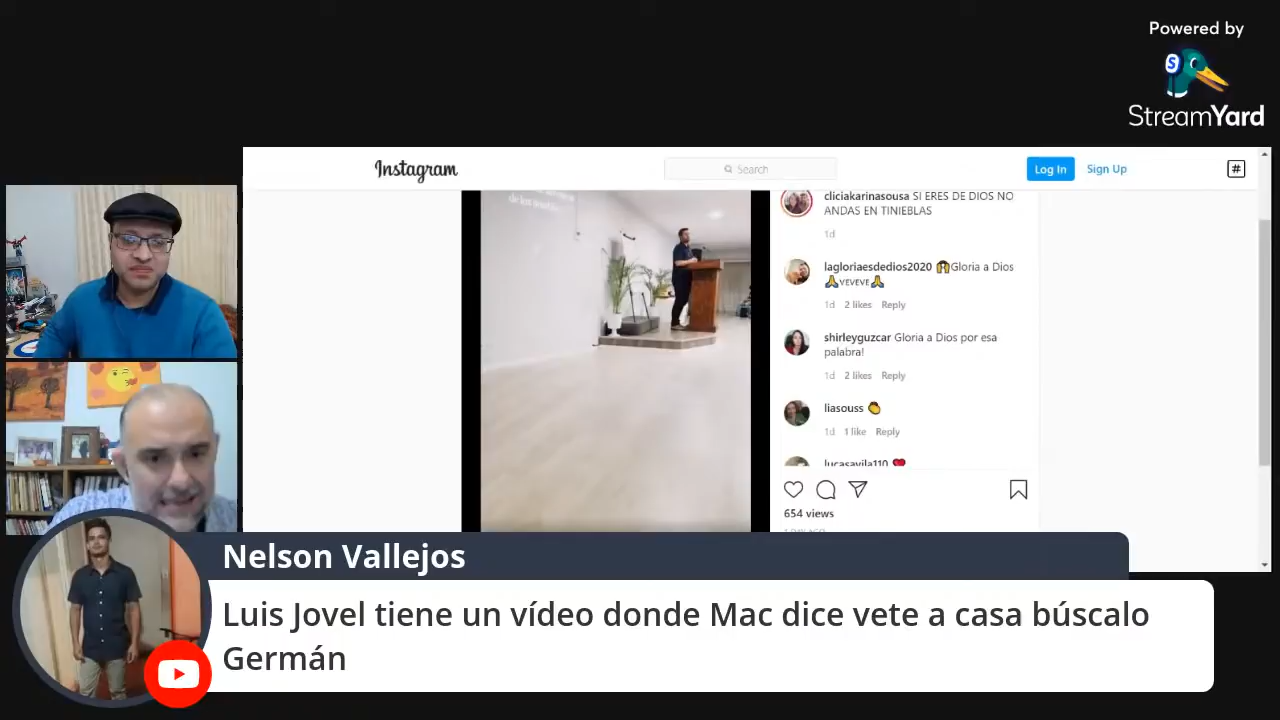 Powered by
StreamYard
Instagram
Search
Log In
Sign Up
cliciakarinasousa SI ERES DE DIOS NO
ANDAS EN TINIEBLAS
1d
lagloriaesdedios2020 🙌Gloria a Dios
🙏VEVEVE🙏
1d 2 likes Reply
shirleyguzcar Gloria a Dios por esa
palabra!
1d 2 likes Reply
liasouss 👏
1d 1 like Reply
lucasavila110 ❤️
654 views
Nelson Vallejos
Luis Jovel tiene un vídeo donde Mac dice vete a casa búscalo
Germán